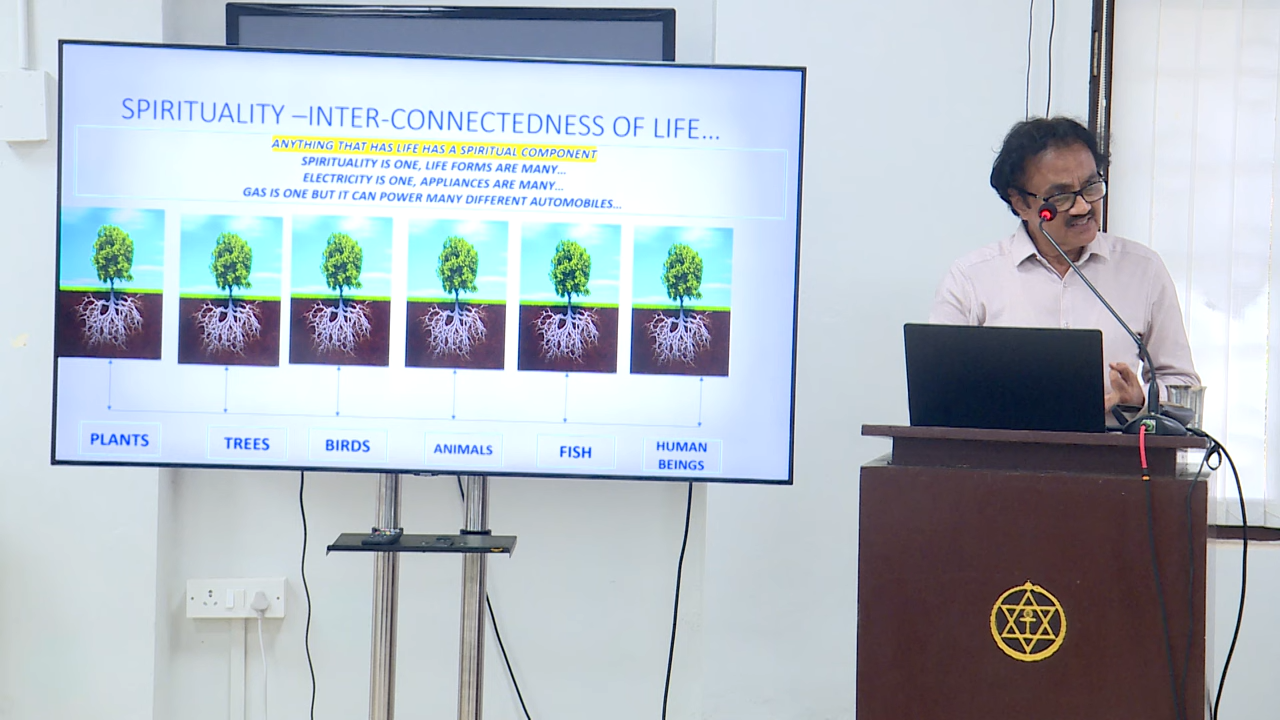 SPIRITUALITY –INTER-CONNECTEDNESS OF LIFE...
ANYTHING THAT HAS LIFE HAS A SPIRITUAL COMPONENT
SPIRITUALITY IS ONE, LIFE FORMS ARE MANY...
ELECTRICITY IS ONE, APPLIANCES ARE MANY...
GAS IS ONE BUT IT CAN POWER MANY DIFFERENT AUTOMOBILES...
PLANTS
TREES
BIRDS
ANIMALS
FISH
HUMAN
BEINGS